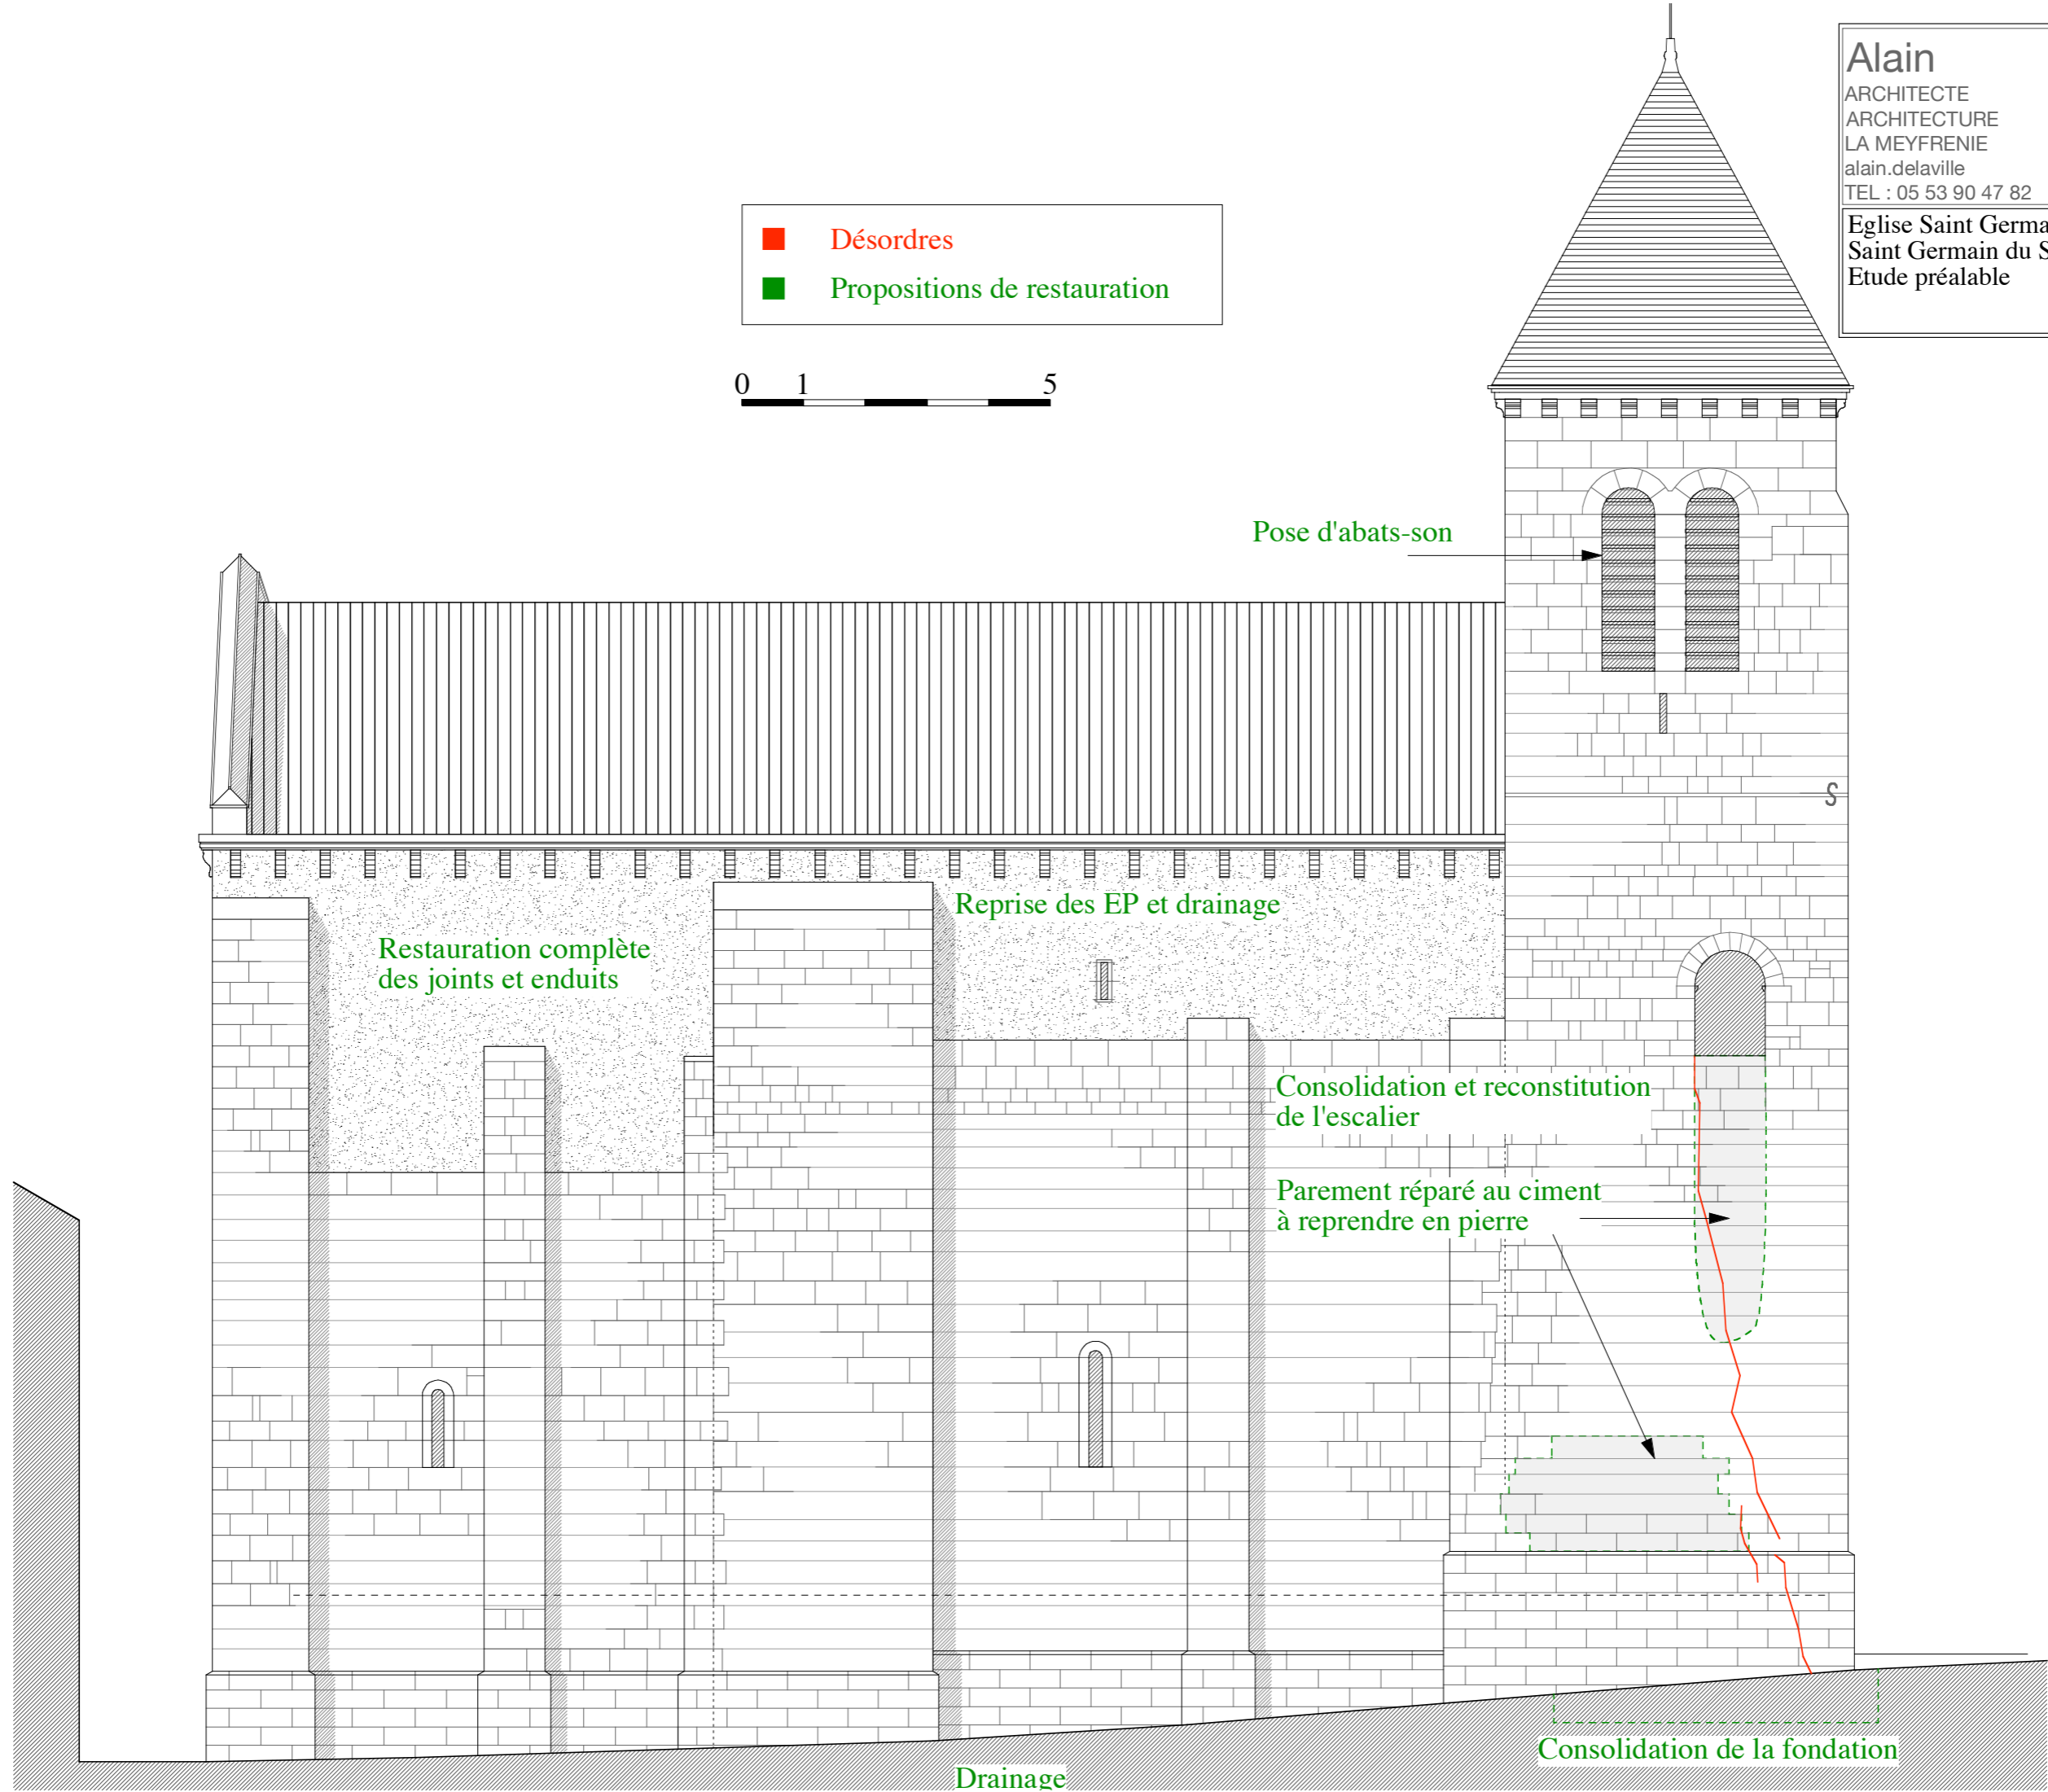 Alain
ARCHITECTE
ARCHITECTURE
LA MEYFRENIE
alain.delaville
TEL : 05 53 90 47 82
Eglise Saint Germa
Saint Germain du S
Etude préalable
Désordres
Propositions de restauration
0 1 5
Pose d'abats-son
Reprise des EP et drainage
Restauration complète
des joints et enduits
Consolidation et reconstitution
de l'escalier
Parement réparé au ciment
à reprendre en pierre
Consolidation de la fondation
Drainage